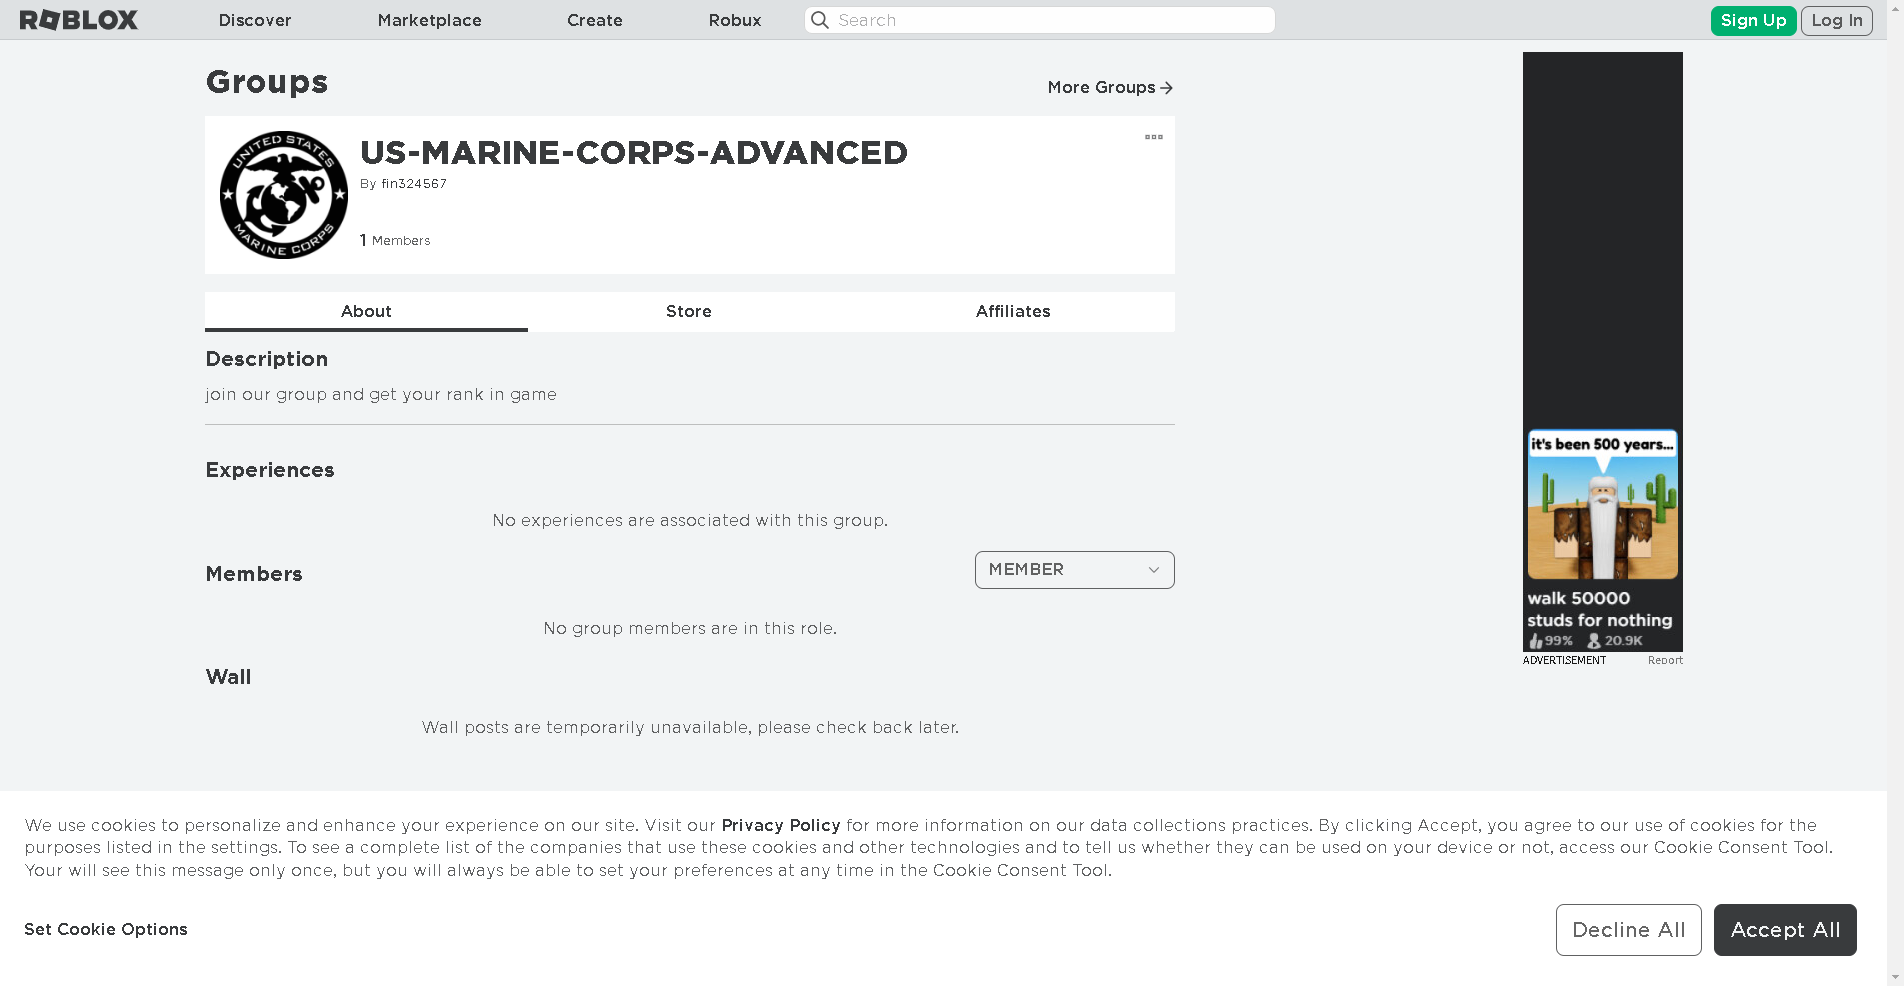 ROBLOX
Discover
Marketplace
Create
Robux
Search
Sign Up
Log In
Groups
More Groups
UNITED STATES
MARINE CORPS
US-MARINE-CORPS-ADVANCED
By fin324567
1 Members
About
Store
Affiliates
Description
join our group and get your rank in game
Experiences
No experiences are associated with this group.
Members
MEMBER
No group members are in this role.
Wall
Wall posts are temporarily unavailable, please check back later.
it's been 500 years...
walk 50000
studs for nothing
99% 20.9K
ADVERTISEMENT
Report
We use cookies to personalize and enhance your experience on our site. Visit our Privacy Policy for more information on our data collections practices. By clicking Accept, you agree to our use of cookies for the
purposes listed in the settings. To see a complete list of the companies that use these cookies and other technologies and to tell us whether they can be used on your device or not, access our Cookie Consent Tool.
Your will see this message only once, but you will always be able to set your preferences at any time in the Cookie Consent Tool.
Set Cookie Options
Decline All
Accept All